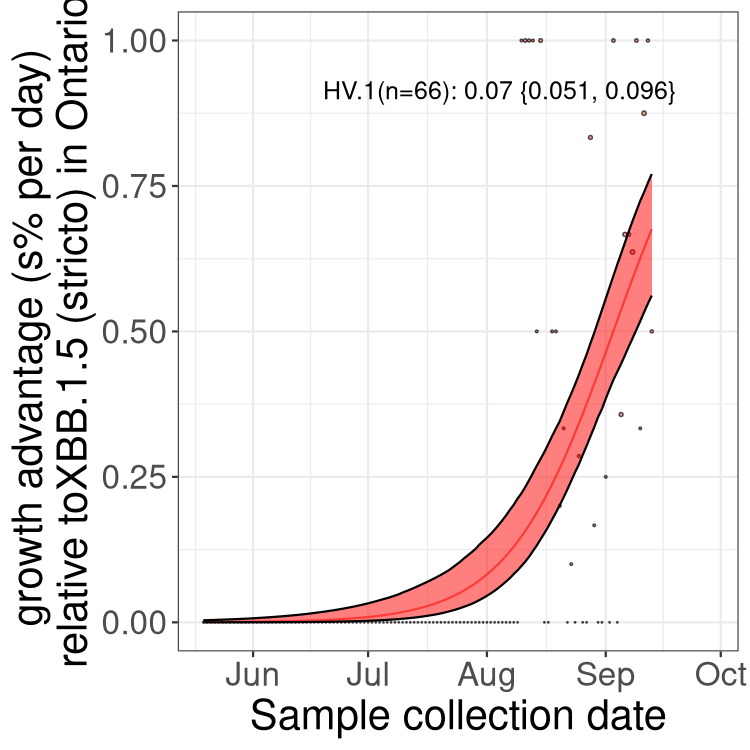 growth advantage (s% per day)
relative toXBB.1.5 (stricto) in Ontario
1.00
0.75
0.50
0.25
0.00
HV.1(n=66): 0.07 {0.051, 0.096}
Jun Jul Aug Sep Oct
Sample collection date